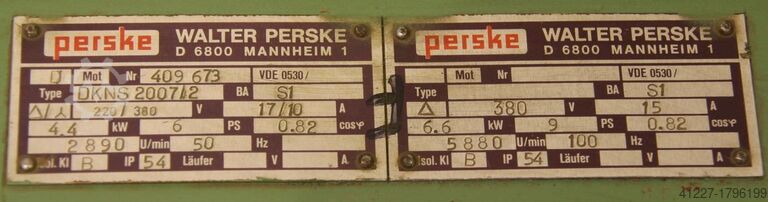 perske WALTER PERSKE
D 6800 MANNHEIM 1
D Mot Nr 409 673 VDE 0530/
Type DKNS 2007/2 BA S1
△/⅄ 220/380 V 17/10 A
4.4 kW 6 PS 0.82 cosφ
2890 U/min 50 Hz
Isol. Kl B IP 54 Läufer V A
perske WALTER PERSKE
D 6800 MANNHEIM 1
Mot Nr VDE 0530/
Type BA S1
△ 380 V 15 A
6.6 kW 9 PS 0.82 cosφ
5880 U/min 100 Hz
Isol. Kl B IP 54 Läufer V A
41227-1796199